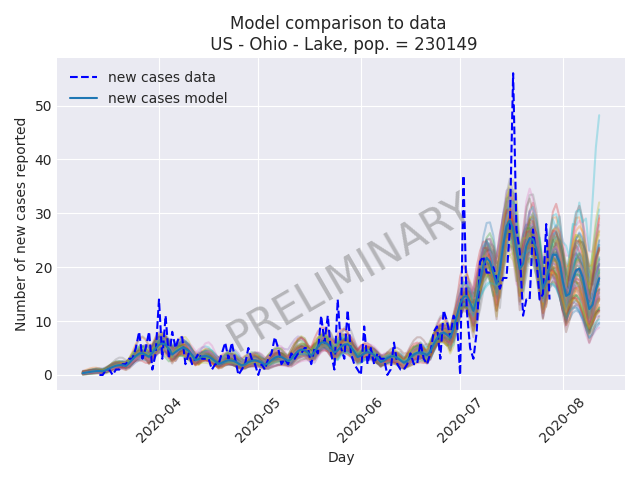 Model comparison to data
US - Ohio - Lake, pop. = 230149
new cases data
new cases model
Number of new cases reported
50
40
30
20
10
0
PRELIMINARY
2020-04
2020-05
2020-06
2020-07
2020-08
Day